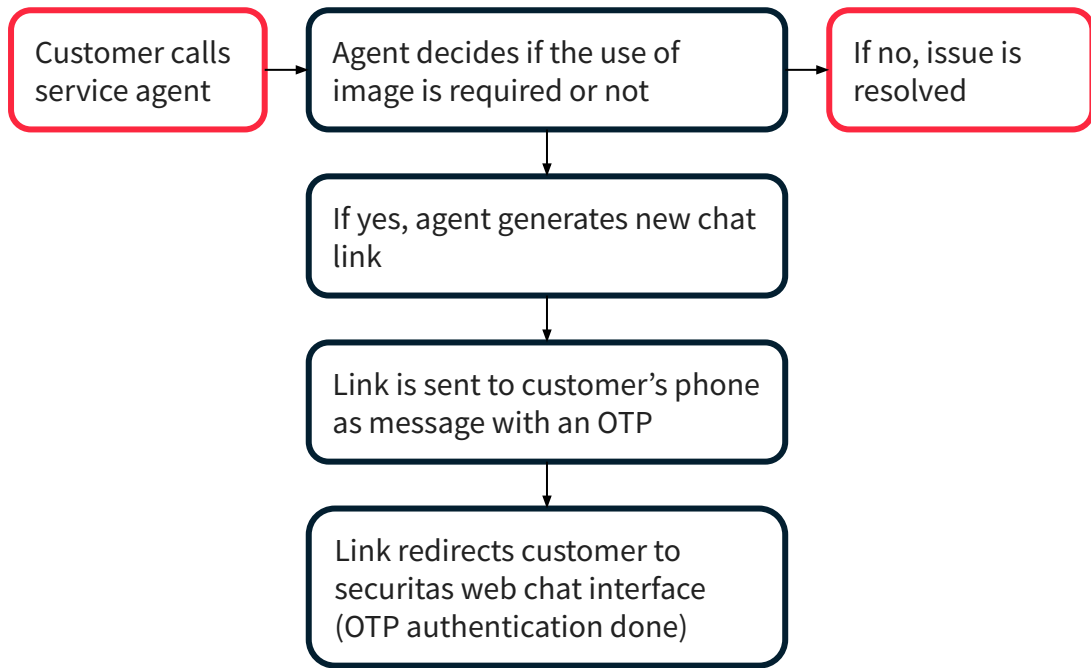 Customer calls
service agent
Agent decides if the use of
image is required or not
If no, issue is
resolved
If yes, agent generates new chat
link
Link is sent to customer’s phone
as message with an OTP
Link redirects customer to
securitas web chat interface
(OTP authentication done)